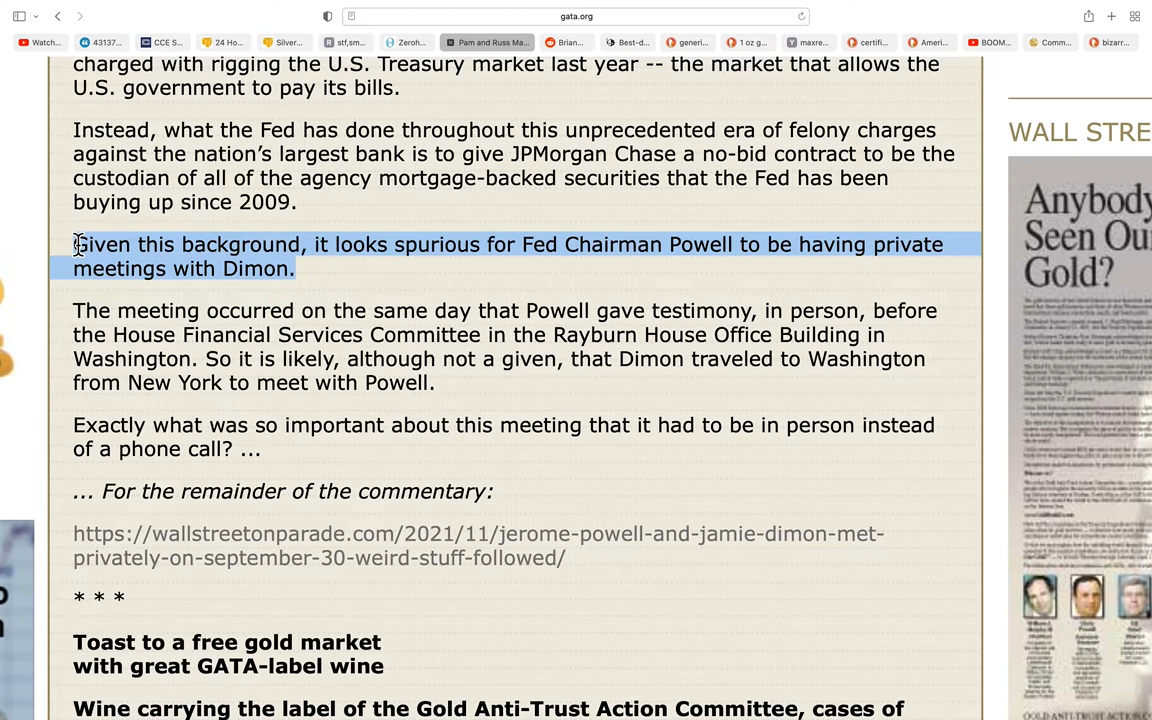 gata.org
Watch...
43137...
CCE S...
24 Ho...
Silver...
stf,sm...
Zeroh...
Pam and Russ Ma...
Brian...
Best-d...
generi...
1 oz g...
maxre...
certifi...
Ameri...
BOOM...
Comm...
bizarr...
charged with rigging the U.S. Treasury market last year -- the market that allows the
U.S. government to pay its bills.
Instead, what the Fed has done throughout this unprecedented era of felony charges
against the nation’s largest bank is to give JPMorgan Chase a no-bid contract to be the
custodian of all of the agency mortgage-backed securities that the Fed has been
buying up since 2009.
Given this background, it looks spurious for Fed Chairman Powell to be having private
meetings with Dimon.
The meeting occurred on the same day that Powell gave testimony, in person, before
the House Financial Services Committee in the Rayburn House Office Building in
Washington. So it is likely, although not a given, that Dimon traveled to Washington
from New York to meet with Powell.
Exactly what was so important about this meeting that it had to be in person instead
of a phone call? ...
... For the remainder of the commentary:
https://wallstreetonparade.com/2021/11/jerome-powell-and-jamie-dimon-met-
privately-on-september-30-weird-stuff-followed/
* * *
Toast to a free gold market
with great GATA-label wine
Wine carrying the label of the Gold Anti-Trust Action Committee, cases of
WALL STRE
Anybody
Seen Ou
Gold?